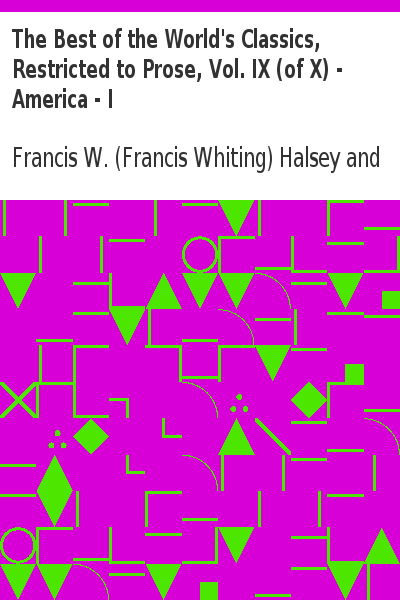 The Best of the World's Classics,
Restricted to Prose, Vol. IX (of X) -
America - I
Francis W. (Francis Whiting) Halsey and